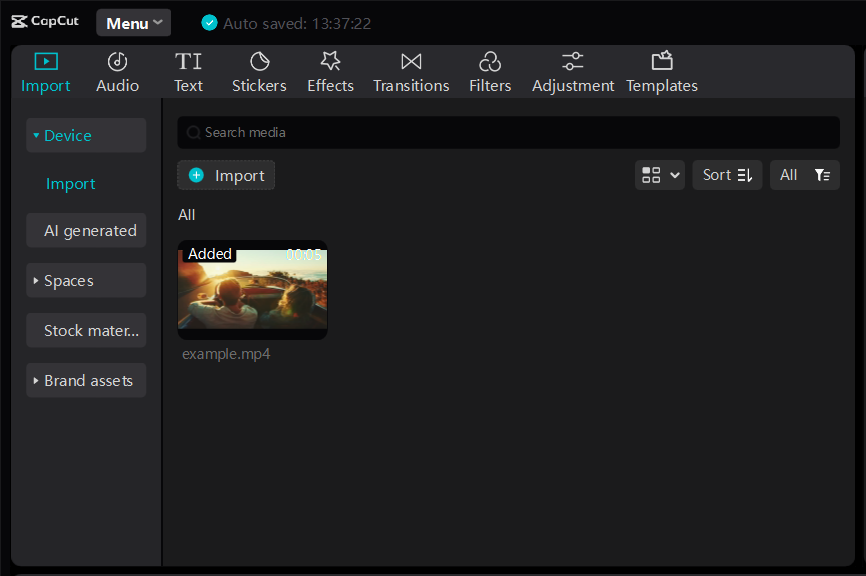 CapCut Menu Auto saved: 13:37:22
Import Audio Text Stickers Effects Transitions Filters Adjustment Templates
Device
Import
AI generated
Spaces
Stock mater...
Brand assets
Search media
Import Sort All
All
Added 00:05
example.mp4